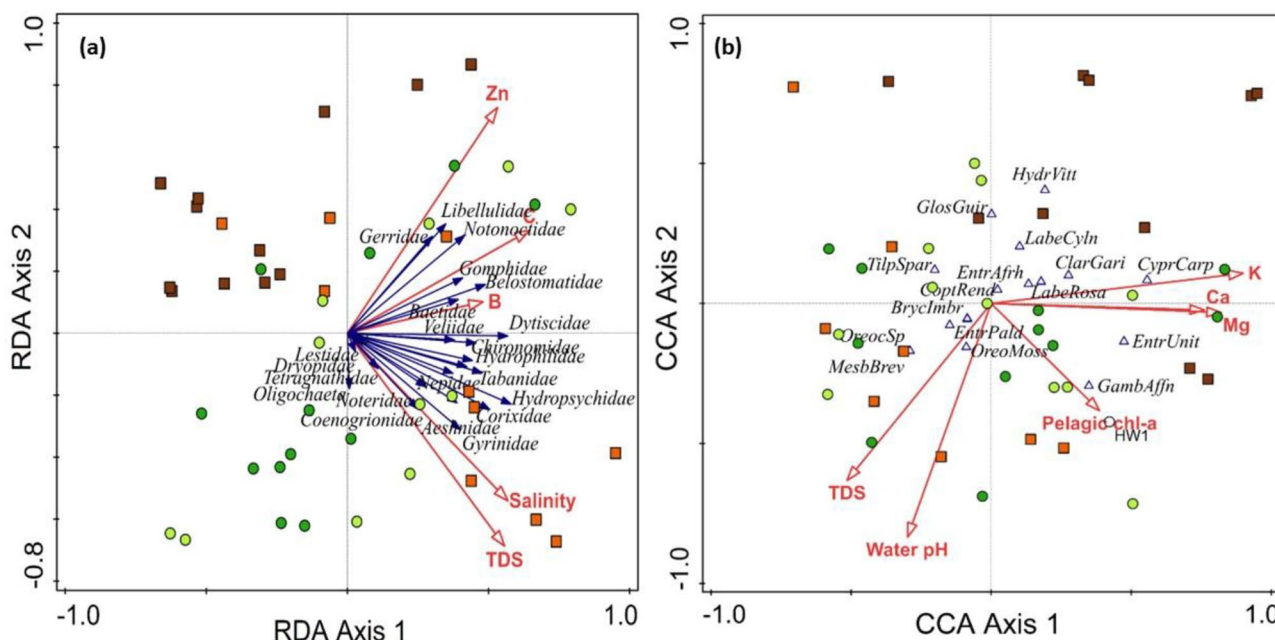 (a)
1.0
RDA Axis 2
-0.8
-1.0
RDA Axis 1
1.0
Zn
Libellulidae
C
Gerridae
Notonectidae
Gomphidae
Belostomatidae
B
Baetidae
Veliidae
Dytiscidae
Chronomidae
Lestidae
Hydrophilidae
Dryopidae
Tetragnathidae
Nepidae
Tabanidae
Oligochaeta
Noteridae
Hydropsychidae
Coenogrionidae
Corixidae
Aeshnidae
Gyrinidae
Salinity
TDS
(b)
1.0
CCA Axis 2
-1.0
-1.0
CCA Axis 1
1.0
HydrVitt
GlosGuir
LabeCyln
TilpSpar
EntrAfrh
ClarGari
CyprCarp
K
CoptRend
LabeRosa
Ca
BrycImbr
Mg
OreocSp
EntrPald
EntrUnit
OreoMoss
MesbBrev
GambAffn
Pelagic chl-a
HW1
TDS
Water pH